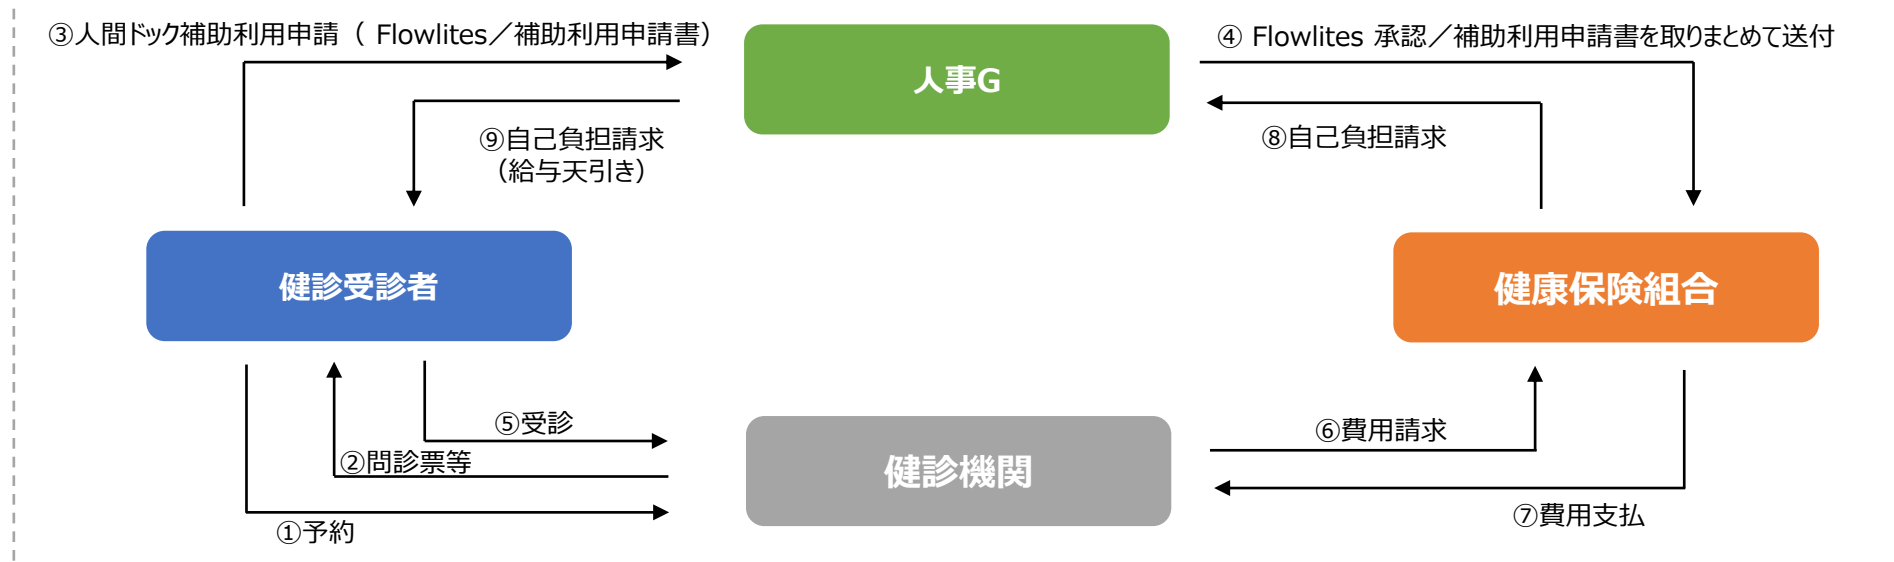 ③人間ドック補助利用申請（ Flowlites／補助利用申請書）
人事G
④ Flowlites 承認／補助利用申請書を取りまとめて送付
⑨自己負担請求
（給与天引き）
⑧自己負担請求
健診受診者
健康保険組合
⑤受診
②問診票等
①予約
健診機関
⑥費用請求
⑦費用支払